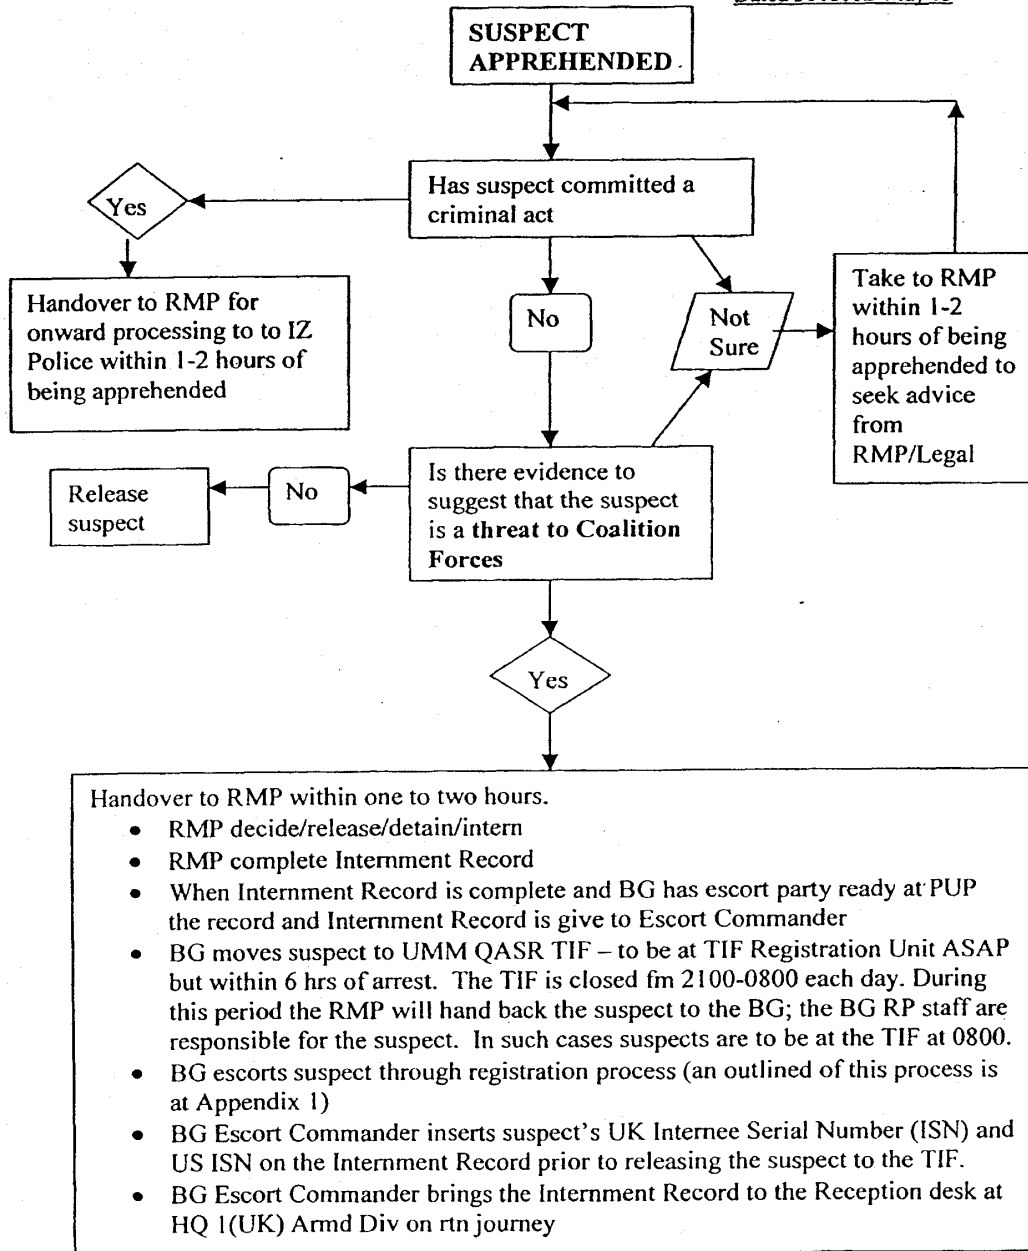 SUSPECT
APPREHENDED
Has suspect committed a
criminal act
Yes
Handover to RMP for
onward processing to to IZ
Police within 1-2 hours of
being apprehended
No
Not
Sure
Take to RMP
within 1-2
hours of being
apprehended to
seek advice
from
RMP/Legal
Is there evidence to
suggest that the suspect
is a threat to Coalition
Forces
No
Release
suspect
Yes
Handover to RMP within one to two hours.
• RMP decide/release/detain/intern
• RMP complete Internment Record
• When Internment Record is complete and BG has escort party ready at PUP
the record and Internment Record is give to Escort Commander
• BG moves suspect to UMM QASR TIF – to be at TIF Registration Unit ASAP
but within 6 hrs of arrest. The TIF is closed fm 2100-0800 each day. During
this period the RMP will hand back the suspect to the BG; the BG RP staff are
responsible for the suspect. In such cases suspects are to be at the TIF at 0800.
• BG escorts suspect through registration process (an outlined of this process is
at Appendix 1)
• BG Escort Commander inserts suspect's UK Internee Serial Number (ISN) and
US ISN on the Internment Record prior to releasing the suspect to the TIF.
• BG Escort Commander brings the Internment Record to the Reception desk at
HQ 1(UK) Armd Div on rtn journey